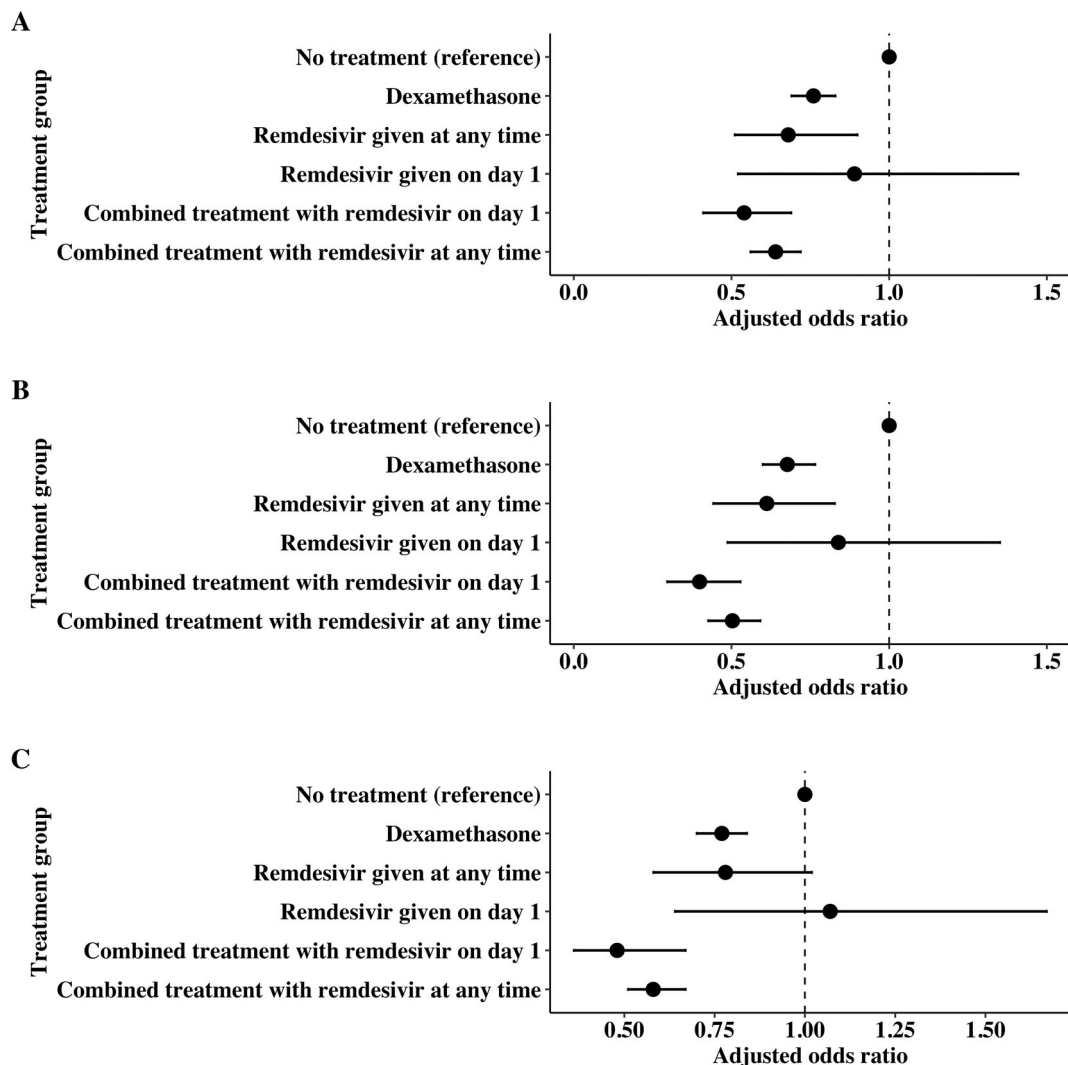 A
Treatment group
No treatment (reference)
Dexamethasone
Remdesivir given at any time
Remdesivir given on day 1
Combined treatment with remdesivir on day 1
Combined treatment with remdesivir at any time
0.0 0.5 1.0 1.5
Adjusted odds ratio
B
Treatment group
No treatment (reference)
Dexamethasone
Remdesivir given at any time
Remdesivir given on day 1
Combined treatment with remdesivir on day 1
Combined treatment with remdesivir at any time
0.0 0.5 1.0 1.5
Adjusted odds ratio
C
Treatment group
No treatment (reference)
Dexamethasone
Remdesivir given at any time
Remdesivir given on day 1
Combined treatment with remdesivir on day 1
Combined treatment with remdesivir at any time
0.50 0.75 1.00 1.25 1.50
Adjusted odds ratio